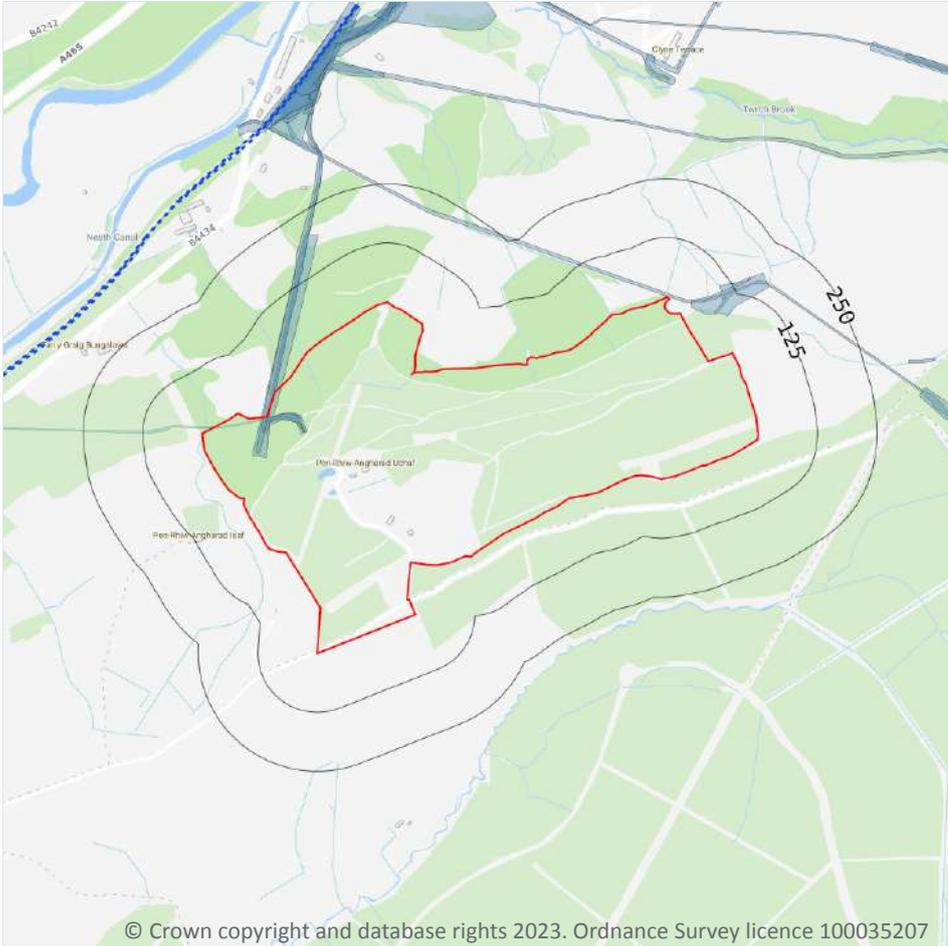 B4242
A465
Clyne Terrace
Twrch Brook
Neath Canal
B4434
250
125
Pen-Rhiw-Angharad Uchaf
Pen-Rhiw-Angharad Isaf
© Crown copyright and database rights 2023. Ordnance Survey licence 100035207